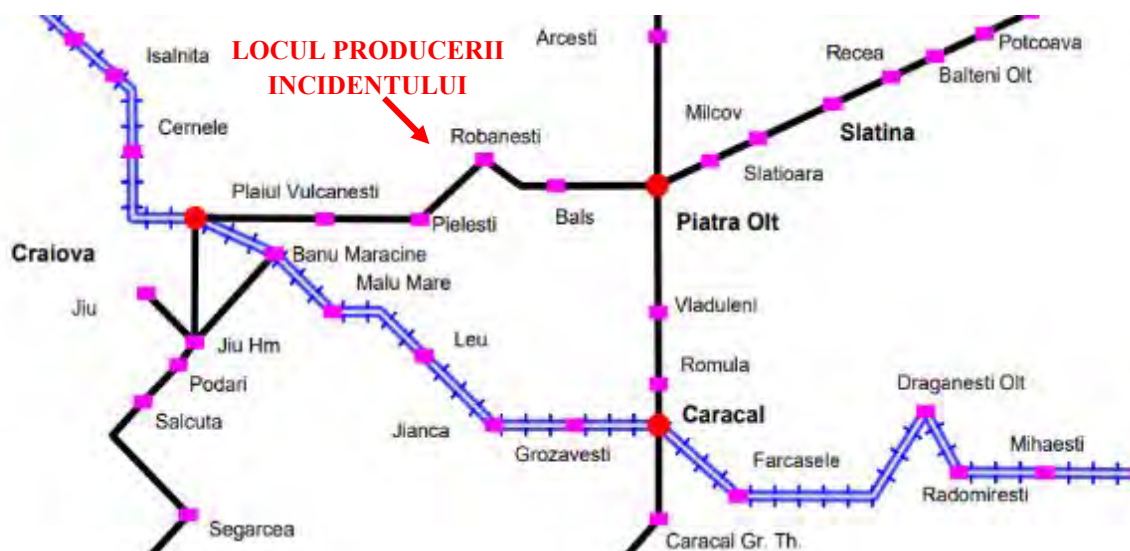 Isalnita
LOCUL PRODUCERII
INCIDENTULUI
Arcesti
Recea
Potcoava
Balteni Olt
Cernele
Robanesti
Milcov
Slatina
Slatioara
Plaiul Vulcanesti
Pielesti
Bals
Piatra Olt
Craiova
Banu Maracine
Malu Mare
Jiu
Vladuleni
Jiu Hm
Leu
Romula
Podari
Draganesti Olt
Salcuta
Jianca
Caracal
Grozavesti
Farcasele
Mihaesti
Radomiresti
Segarcea
Caracal Gr. Th.